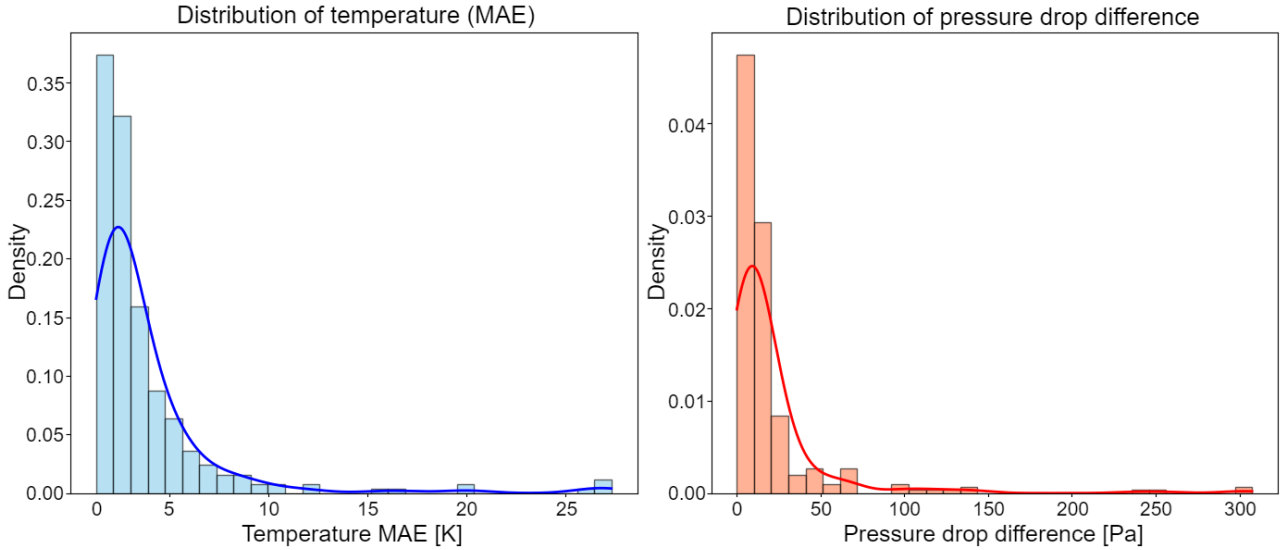 Distribution of temperature (MAE)
Density
0.35
0.30
0.25
0.20
0.15
0.10
0.05
0.00
0 5 10 15 20 25
Temperature MAE [K]
Distribution of pressure drop difference
Density
0.04
0.03
0.02
0.01
0.00
0 50 100 150 200 250 300
Pressure drop difference [Pa]